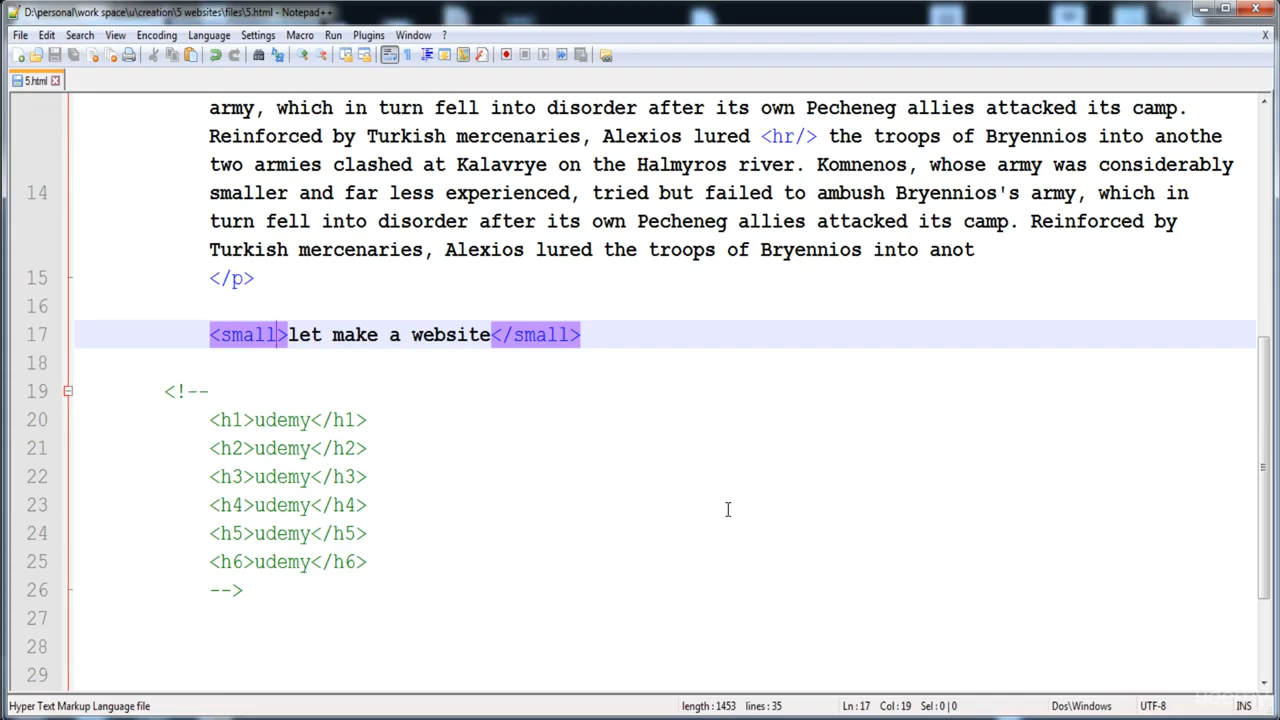 D:\personal\work space\u\creation\5 websites\files\5.html - Notepad++
File Edit Search View Encoding Language Settings Macro Run Plugins Window ? X
5.html
army, which in turn fell into disorder after its own Pecheneg allies attacked its camp.
Reinforced by Turkish mercenaries, Alexios lured <hr/> the troops of Bryennios into anothe
two armies clashed at Kalavrye on the Halmyros river. Komnenos, whose army was considerably
14 smaller and far less experienced, tried but failed to ambush Bryennios's army, which in
turn fell into disorder after its own Pecheneg allies attacked its camp. Reinforced by
Turkish mercenaries, Alexios lured the troops of Bryennios into anot
15 </p>
16
17 <small>let make a website</small>
18
19 <!--
20 <h1>udemy</h1>
21 <h2>udemy</h2>
22 <h3>udemy</h3>
23 <h4>udemy</h4>
24 <h5>udemy</h5>
25 <h6>udemy</h6>
26 -->
27
28
29
Hyper Text Markup Language file length : 1453 lines : 35 Ln : 17 Col : 19 Sel : 0 | 0 Dos\Windows UTF-8 INS
udemy